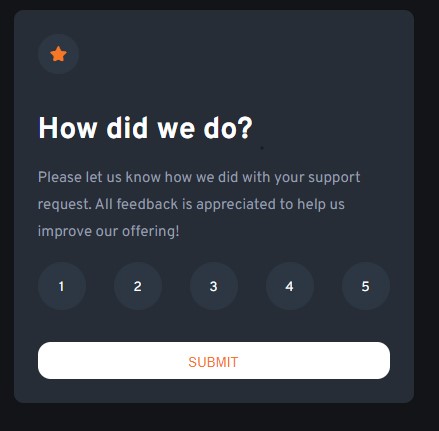 How did we do?
Please let us know how we did with your support
request. All feedback is appreciated to help us
improve our offering!
1 2 3 4 5
SUBMIT